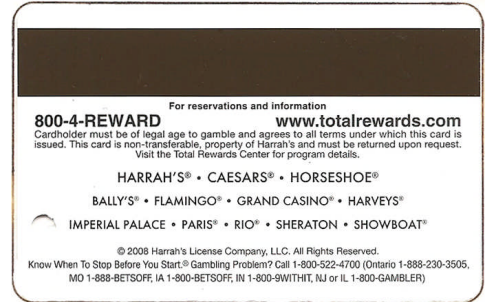 For reservations and information
800-4-REWARD www.totalrewards.com
Cardholder must be of legal age to gamble and agrees to all terms under which this card is
issued. This card is non-transferable, property of Harrah's and must be returned upon request.
Visit the Total Rewards Center for program details.
HARRAH'S® • CAESARS® • HORSESHOE®
BALLY'S® • FLAMINGO® • GRAND CASINO® • HARVEYS®
IMPERIAL PALACE • PARIS® • RIO® • SHERATON • SHOWBOAT®
© 2008 Harrah's License Company, LLC. All Rights Reserved.
Know When To Stop Before You Start.® Gambling Problem? Call 1-800-522-4700 (Ontario 1-888-230-3505,
MO 1-888-BETSOFF, IA 1-800-BETSOFF, IN 1-800-9WITHIT, NJ or IL 1-800-GAMBLER)